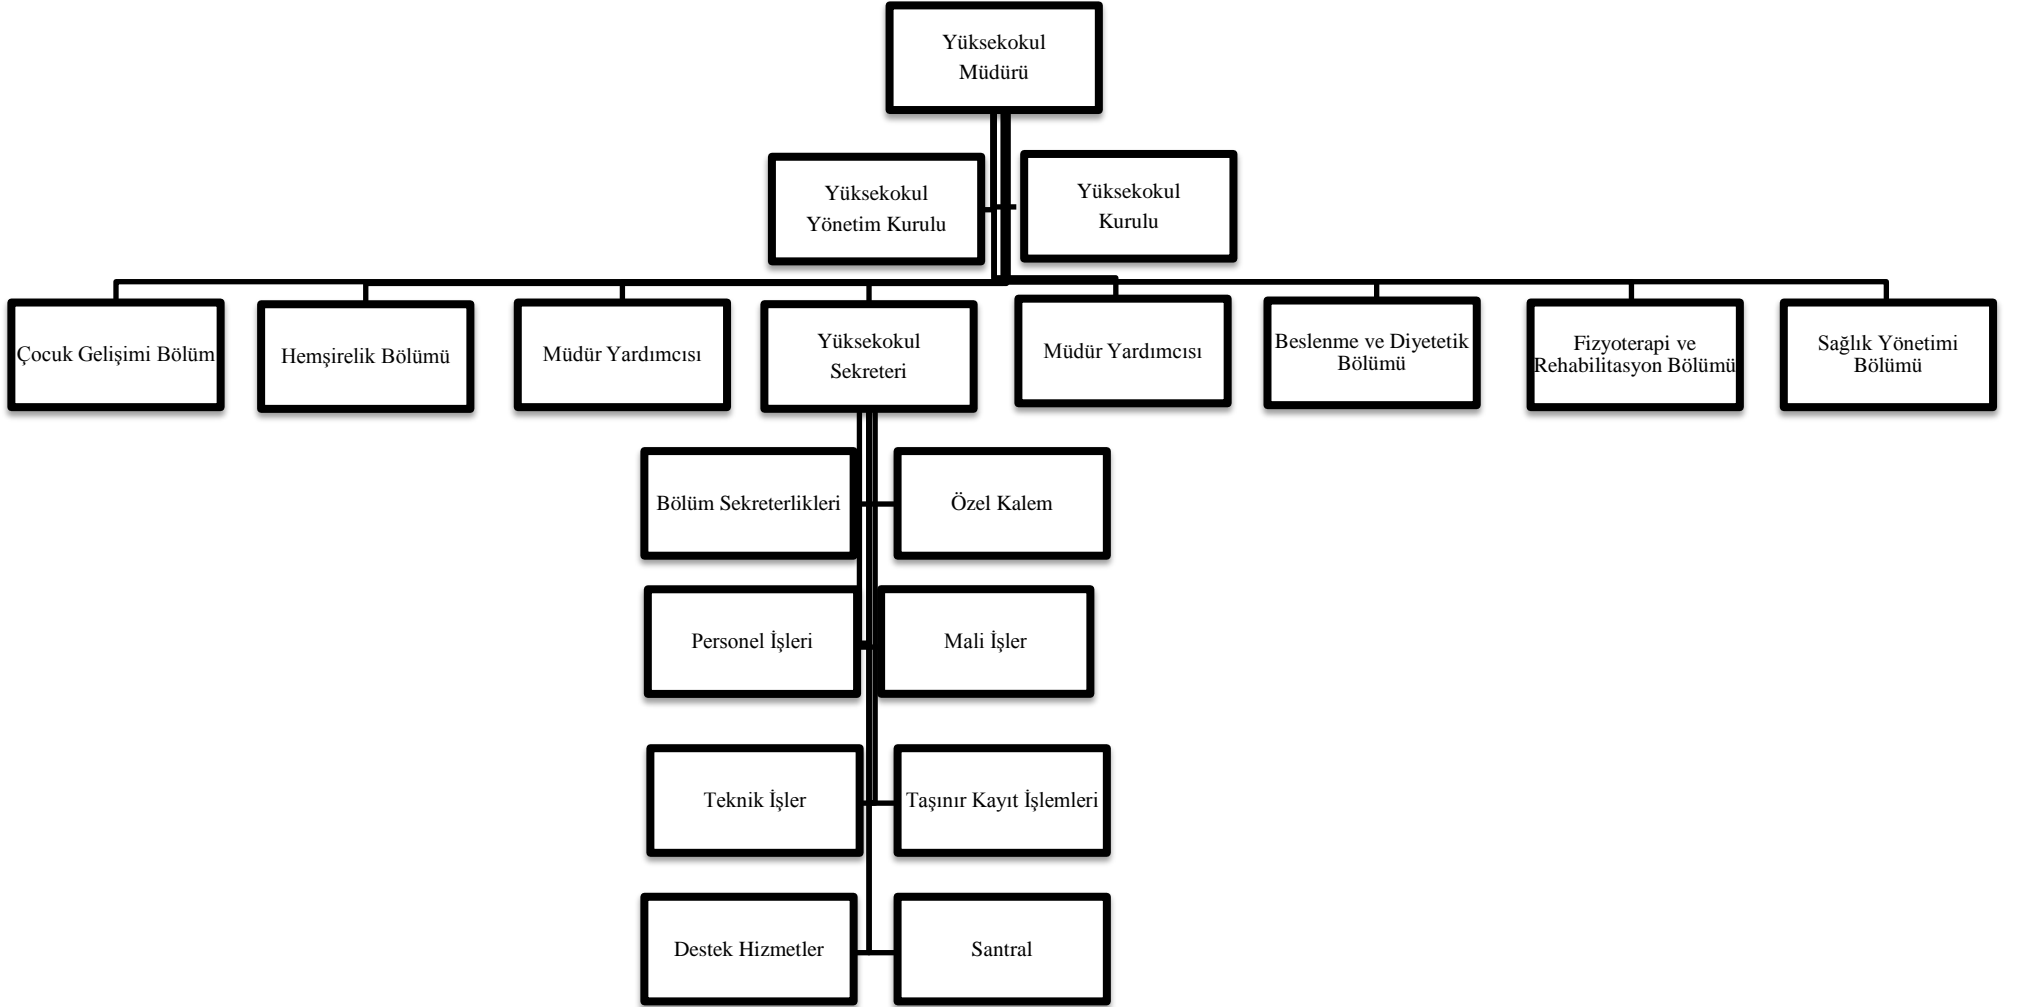 Yüksekokul
Müdürü
Yüksekokul
Yönetim Kurulu
Yüksekokul
Kurulu
Çocuk Gelişimi Bölüm
Hemşirelik Bölümü
Müdür Yardımcısı
Yüksekokul
Sekreteri
Müdür Yardımcısı
Beslenme ve Diyetetik
Bölümü
Fizyoterapi ve
Rehabilitasyon Bölümü
Sağlık Yönetimi
Bölümü
Bölüm Sekreterlikleri
Özel Kalem
Personel İşleri
Mali İşler
Teknik İşler
Taşınır Kayıt İşlemleri
Destek Hizmetler
Santral